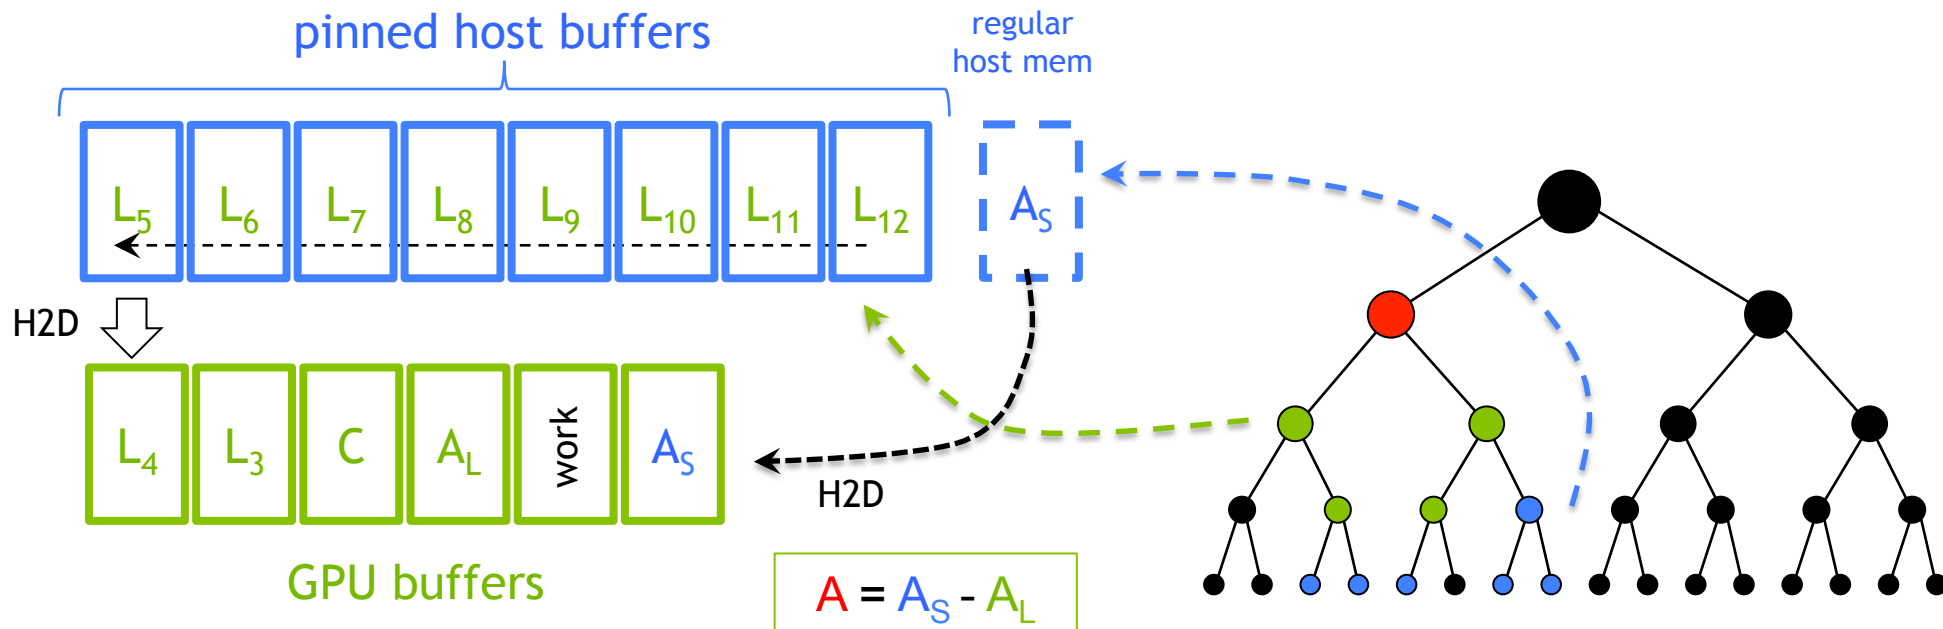 pinned host buffers
regular
host mem
L5 L6 L7 L8 L9 L10 L11 L12
AS
H2D
L4 L3 C AL work AS
H2D
GPU buffers
A = AS - AL